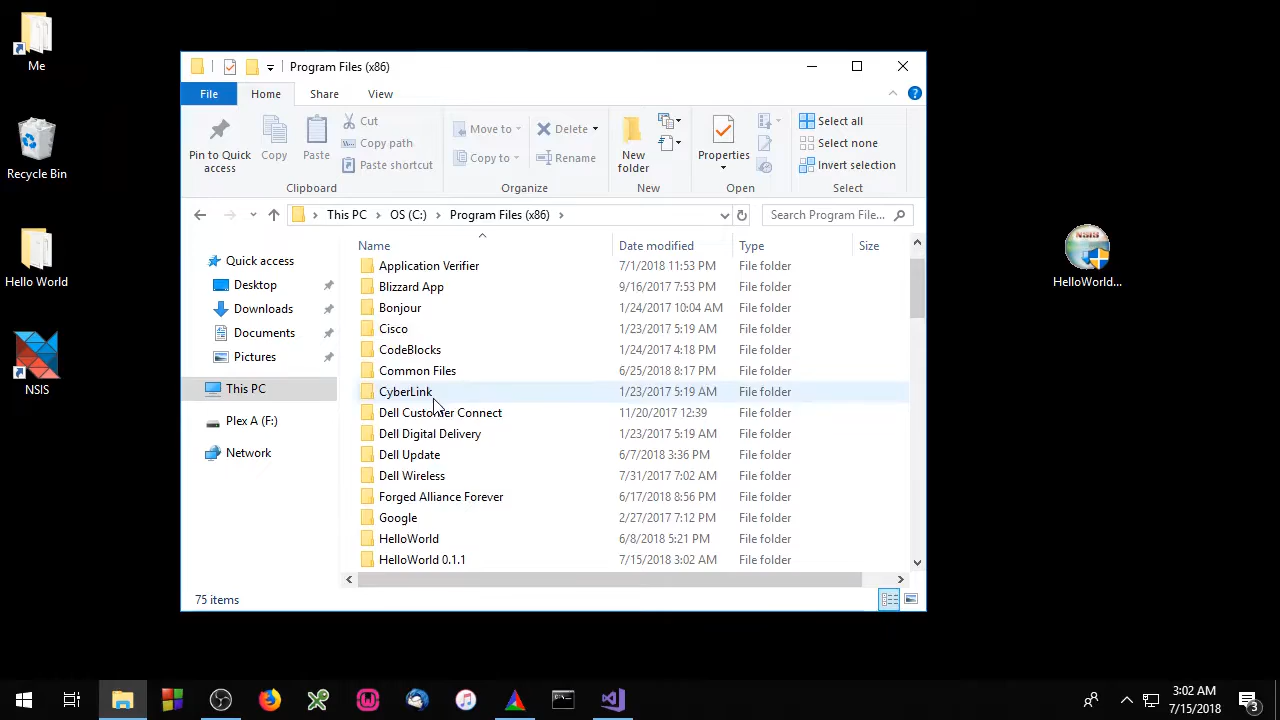 Me
Recycle Bin
Hello World
NSIS
Program Files (x86)
File Home Share View
Pin to Quick access
Copy
Paste
Cut
Copy path
Paste shortcut
Clipboard
Move to
Copy to
Delete
Rename
Organize
New folder
New
Properties
Open
Select all
Select none
Invert selection
Select
This PC OS (C:) Program Files (x86)
Search Program File...
Quick access
Desktop
Downloads
Documents
Pictures
This PC
Plex A (F:)
Network
Name Date modified Type Size
Application Verifier 7/1/2018 11:53 PM File folder
Blizzard App 9/16/2017 7:53 PM File folder
Bonjour 1/24/2017 10:04 AM File folder
Cisco 1/23/2017 5:19 AM File folder
CodeBlocks 1/24/2017 4:18 PM File folder
Common Files 6/25/2018 8:17 PM File folder
CyberLink 1/23/2017 5:19 AM File folder
Dell Customer Connect 11/20/2017 12:39 File folder
Dell Digital Delivery 1/23/2017 5:19 AM File folder
Dell Update 6/7/2018 3:36 PM File folder
Dell Wireless 7/31/2017 7:02 AM File folder
Forged Alliance Forever 6/17/2018 8:56 PM File folder
Google 2/27/2017 7:12 PM File folder
HelloWorld 6/8/2018 5:21 PM File folder
HelloWorld 0.1.1 7/15/2018 3:02 AM File folder
75 items
NSIS
HelloWorld...
3:02 AM
7/15/2018
3